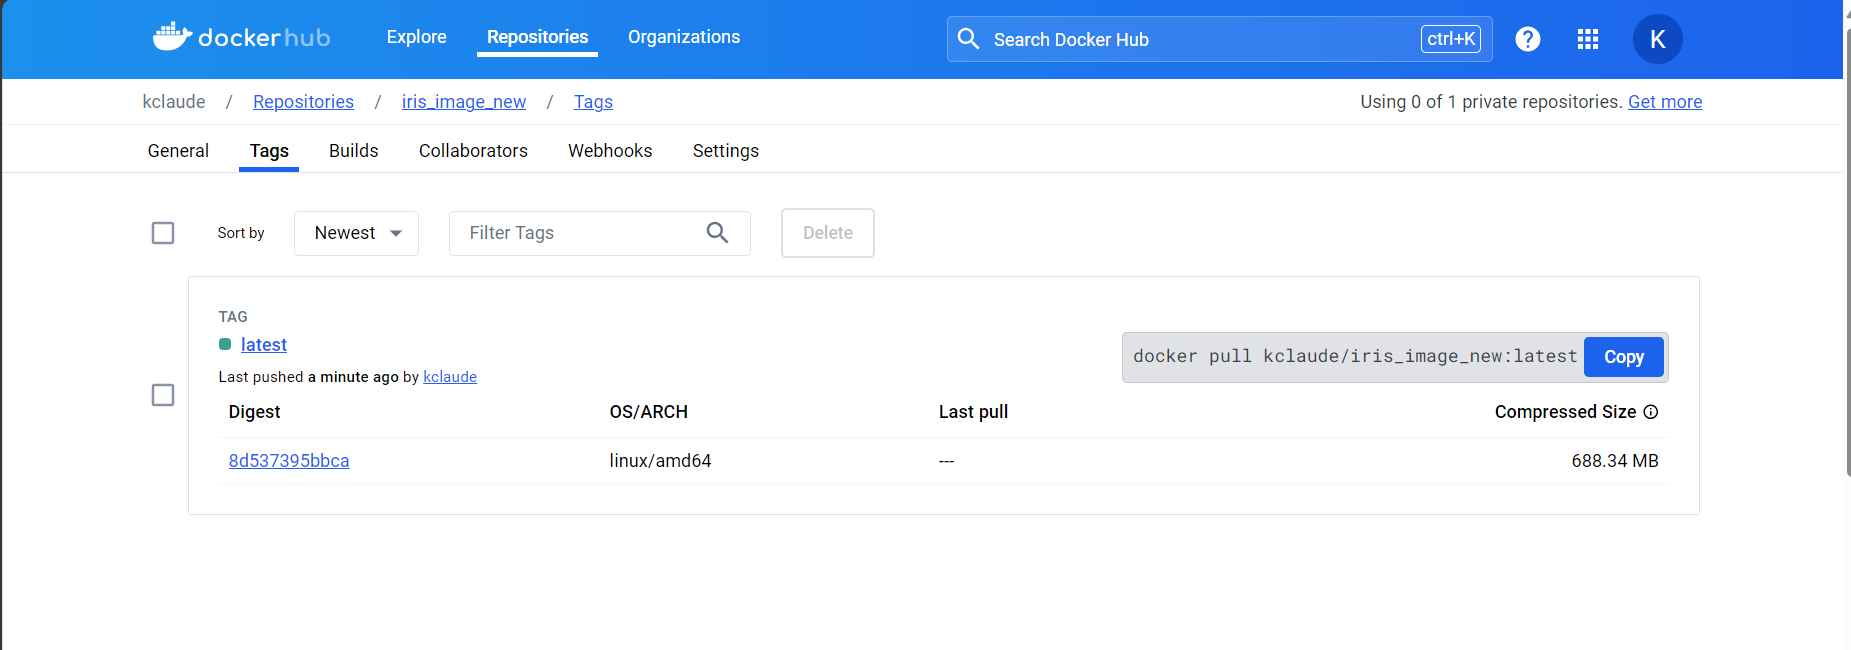 dockerhub Explore Repositories Organizations Search Docker Hub ctrl+K ? K
kclaude / Repositories / iris_image_new / Tags Using 0 of 1 private repositories. Get more
General Tags Builds Collaborators Webhooks Settings
Sort by Newest Filter Tags Delete
TAG
latest
docker pull kclaude/iris_image_new:latest Copy
Last pushed a minute ago by kclaude
Digest OS/ARCH Last pull Compressed Size
8d537395bbca linux/amd64 --- 688.34 MB